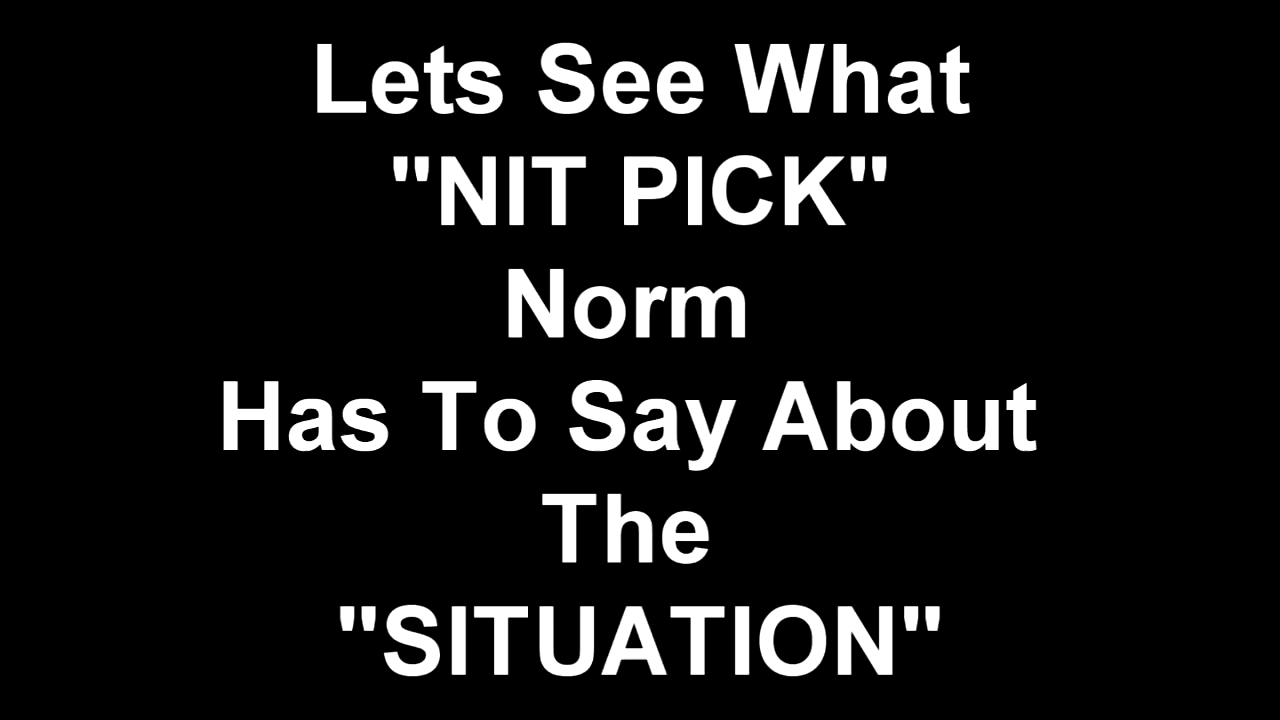 Lets See What
"NIT PICK"
Norm
Has To Say About
The
"SITUATION"